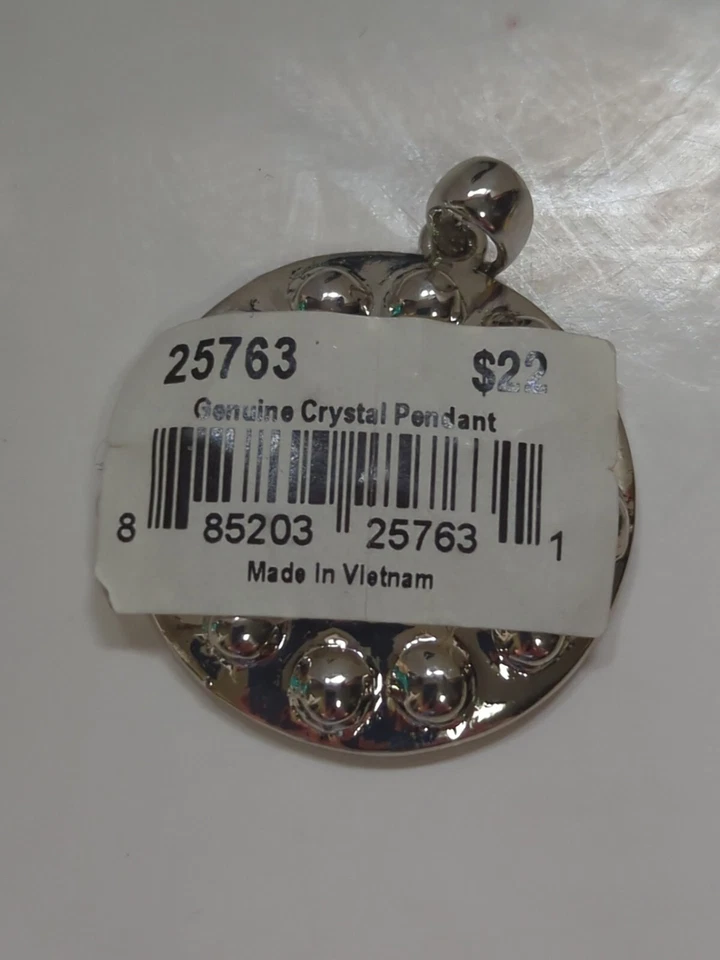 25763 $22
Genuine Crystal Pendant
8 85203 25763 1
Made In Vietnam